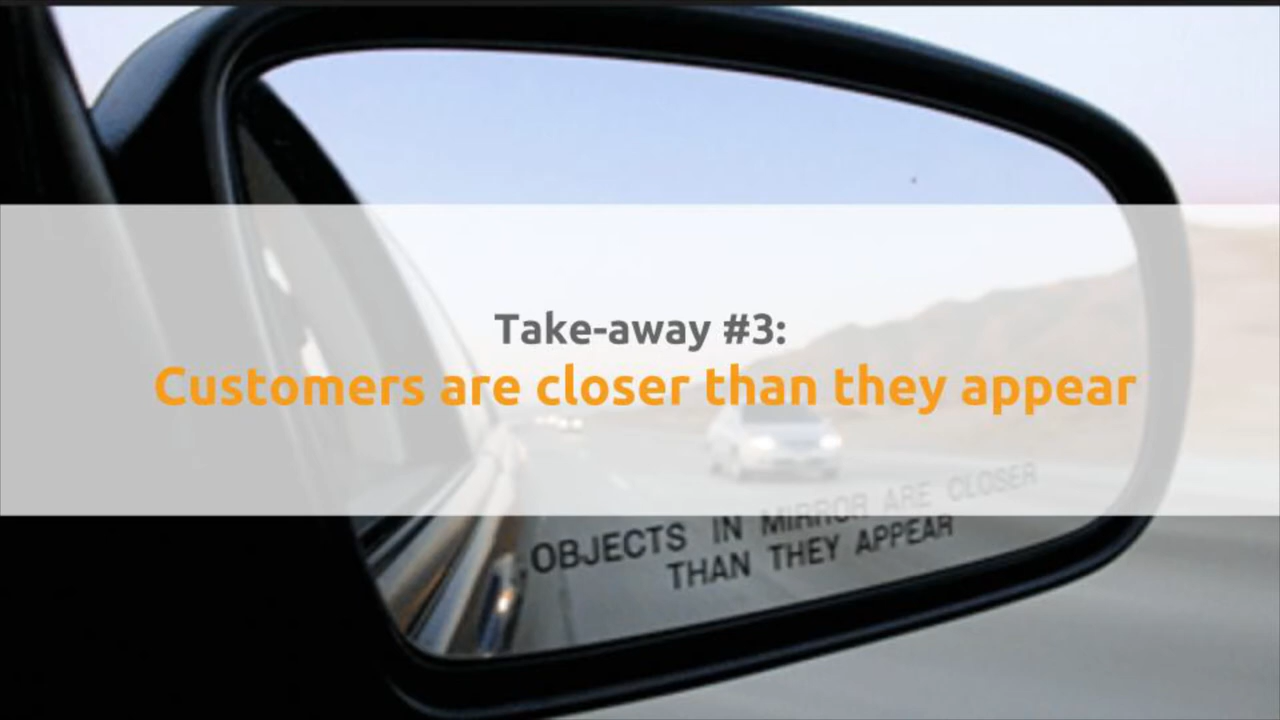 Take-away #3:
Customers are closer than they appear
OBJECTS IN MIRROR ARE CLOSER
THAN THEY APPEAR